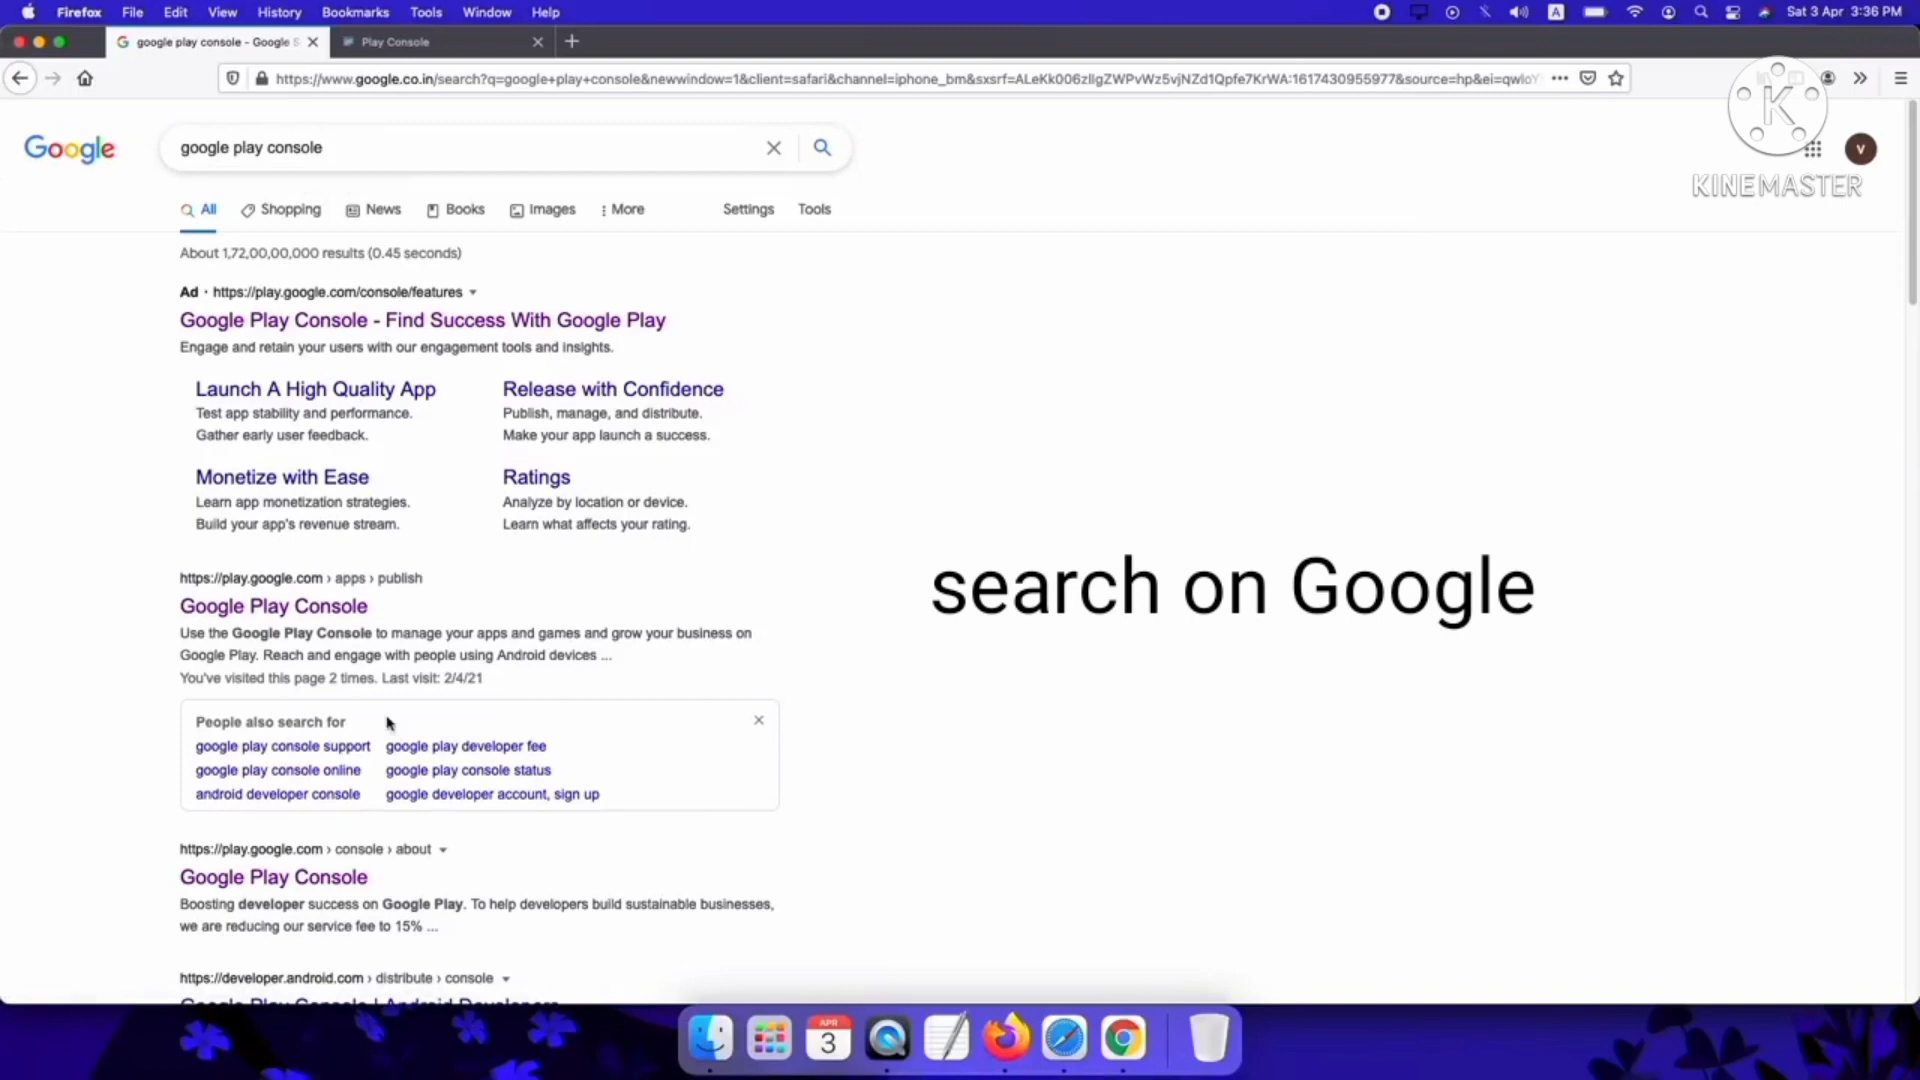 Firefox File Edit View History Bookmarks Tools Window Help A Sat 3 Apr 3:36 PM
google play console - Google S Play Console
https://www.google.co.in/search?q=google+play+console&newwindow=1&client=safari&channel=iphone_bm&sxsrf=
Google google play console V
K
KINEMASTER
All Shopping News Books Images More Settings Tools
About 1,72,00,00,000 results (0.45 seconds)
Ad · https://play.google.com/console/features
Google Play Console - Find Success With Google Play
Engage and retain your users with our engagement tools and insights.
Launch A High Quality App Release with Confidence
Test app stability and performance. Publish, manage, and distribute.
Gather early user feedback. Make your app launch a success.
Monetize with Ease Ratings
Learn app monetization strategies. Analyze by location or device.
Build your app's revenue stream. Learn what affects your rating.
https://play.google.com › apps › publish
Google Play Console
Use the Google Play Console to manage your apps and games and grow your business on
Google Play. Reach and engage with people using Android devices ...
You've visited this page 2 times. Last visit: 2/4/21
search on Google
People also search for
google play console support google play developer fee
google play console online google play console status
android developer console google developer account, sign up
https://play.google.com › console › about
Google Play Console
Boosting developer success on Google Play. To help developers build sustainable businesses,
we are reducing our service fee to 15% ...
https://developer.android.com › distribute › console
Google Play Console | Android Developers
APR
3